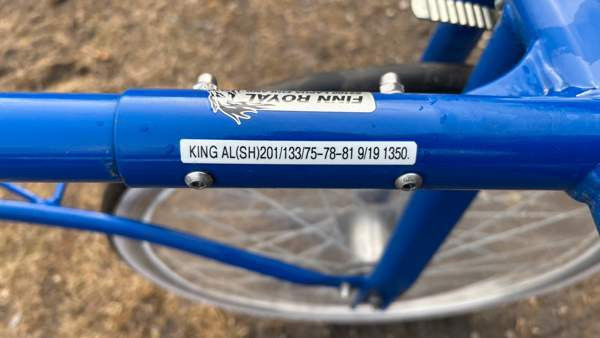 FINN ROYAL
KING AL(SH)201/133/75-78-81 9/19 1350.